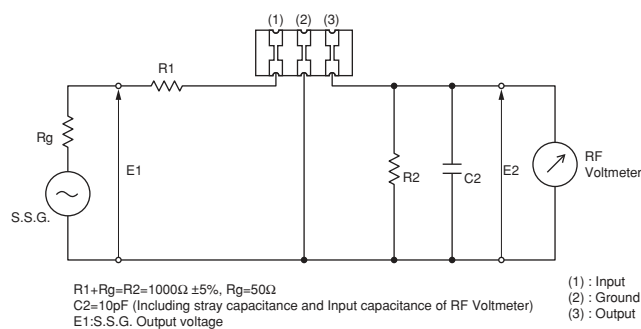 (1) (2) (3)
R1
Rg
E1
R2
C2
E2
RF
Voltmeter
S.S.G.
R1+Rg=R2=1000Ω ±5%, Rg=50Ω
C2=10pF (Including stray capacitance and Input capacitance of RF Voltmeter)
E1:S.S.G. Output voltage
(1) : Input
(2) : Ground
(3) : Output